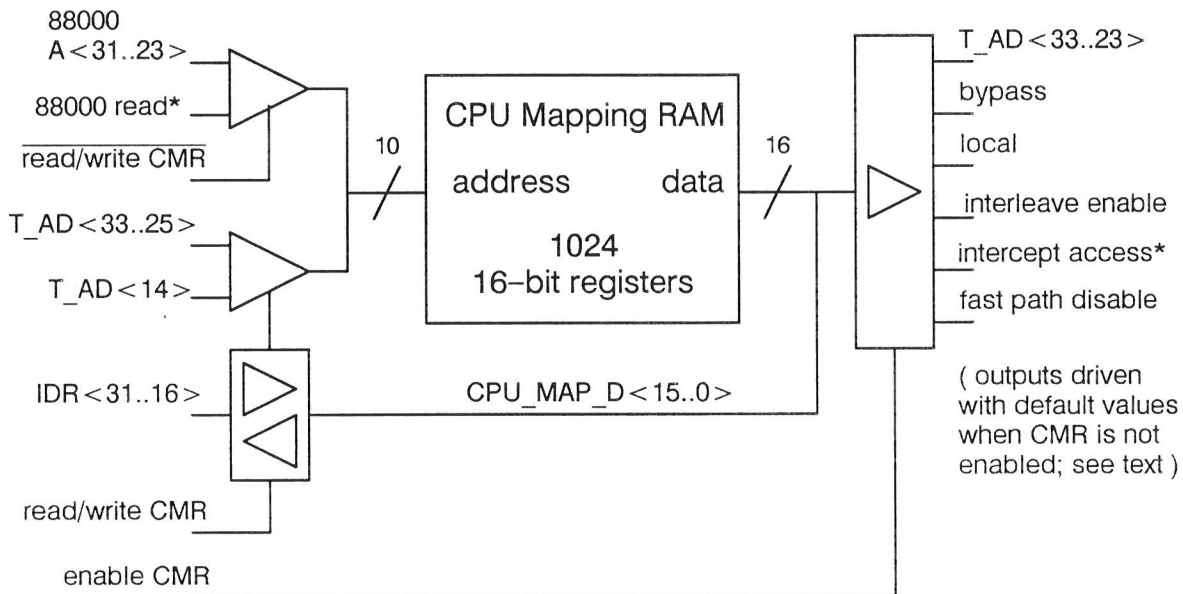 88000
A<31..23>
88000 read*
read/write CMR
T_AD<33..25>
T_AD<14>
IDR<31..16>
read/write CMR
enable CMR
10
CPU Mapping RAM
address data
1024
16-bit registers
16
CPU_MAP_D<15..0>
T_AD<33..23>
bypass
local
interleave enable
intercept access*
fast path disable
( outputs driven
with default values
when CMR is not
enabled; see text )